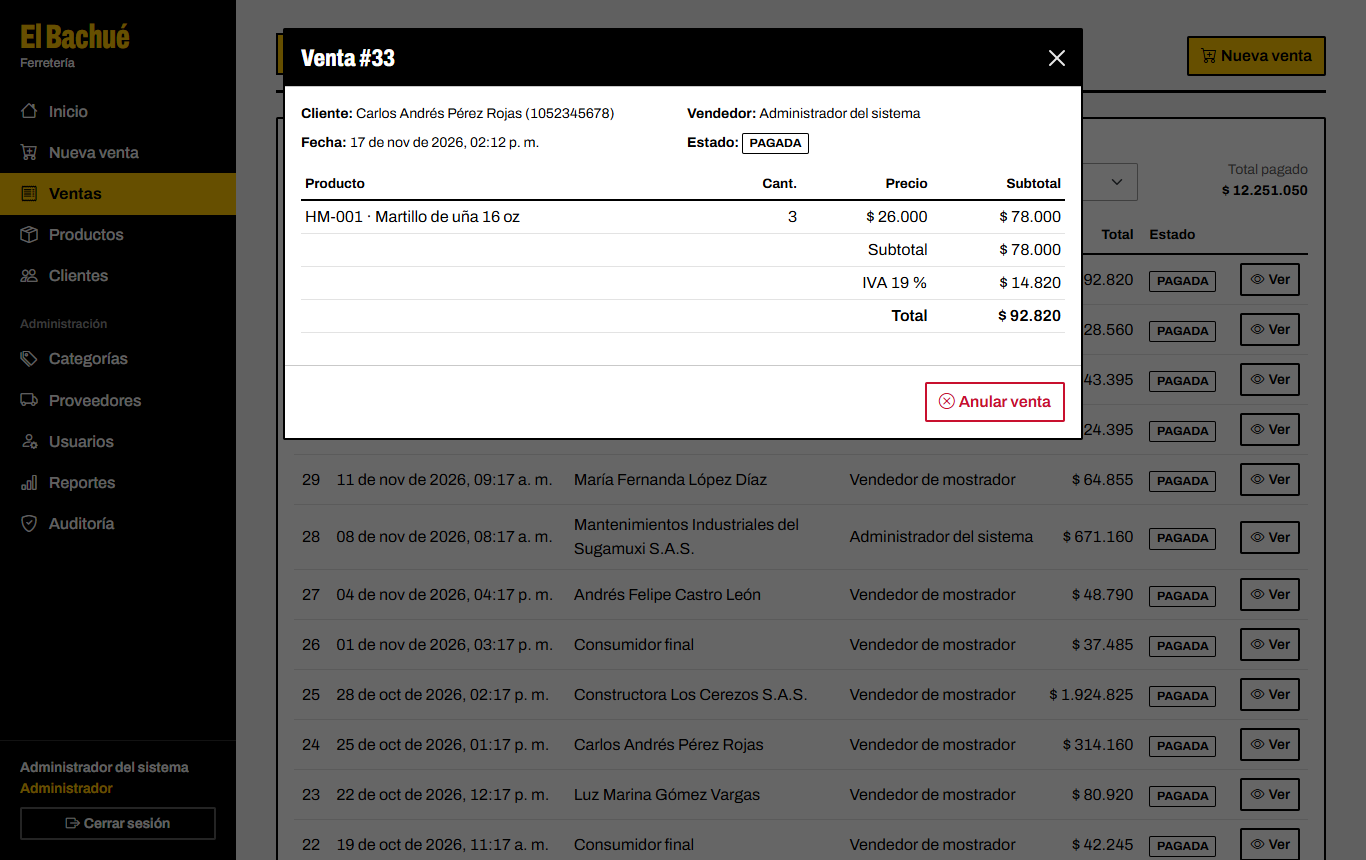 El Bachué
Ferretería
Inicio
Nueva venta
Ventas
Productos
Clientes
Administración
Categorías
Proveedores
Usuarios
Reportes
Auditoría
Administrador del sistema
Administrador
Cerrar sesión
Nueva venta
Venta #33
Cliente: Carlos Andrés Pérez Rojas (1052345678) Vendedor: Administrador del sistema
Fecha: 17 de nov de 2026, 02:12 p. m. Estado: PAGADA
Producto Cant. Precio Subtotal
HM-001 · Martillo de uña 16 oz 3 $ 26.000 $ 78.000
Subtotal $ 78.000
IVA 19 % $ 14.820
Total $ 92.820
Anular venta
Total pagado
$ 12.251.050
Total Estado
92.820 PAGADA Ver
28.560 PAGADA Ver
43.395 PAGADA Ver
24.395 PAGADA Ver
29 11 de nov de 2026, 09:17 a. m. María Fernanda López Díaz Vendedor de mostrador $ 64.855 PAGADA Ver
28 08 de nov de 2026, 08:17 a. m. Mantenimientos Industriales del Sugamuxi S.A.S. Administrador del sistema $ 671.160 PAGADA Ver
27 04 de nov de 2026, 04:17 p. m. Andrés Felipe Castro León Vendedor de mostrador $ 48.790 PAGADA Ver
26 01 de nov de 2026, 03:17 p. m. Consumidor final Vendedor de mostrador $ 37.485 PAGADA Ver
25 28 de oct de 2026, 02:17 p. m. Constructora Los Cerezos S.A.S. Vendedor de mostrador $ 1.924.825 PAGADA Ver
24 25 de oct de 2026, 01:17 p. m. Carlos Andrés Pérez Rojas Vendedor de mostrador $ 314.160 PAGADA Ver
23 22 de oct de 2026, 12:17 p. m. Luz Marina Gómez Vargas Vendedor de mostrador $ 80.920 PAGADA Ver
22 19 de oct de 2026, 11:17 a. m. Consumidor final Vendedor de mostrador $ 42.245 PAGADA Ver